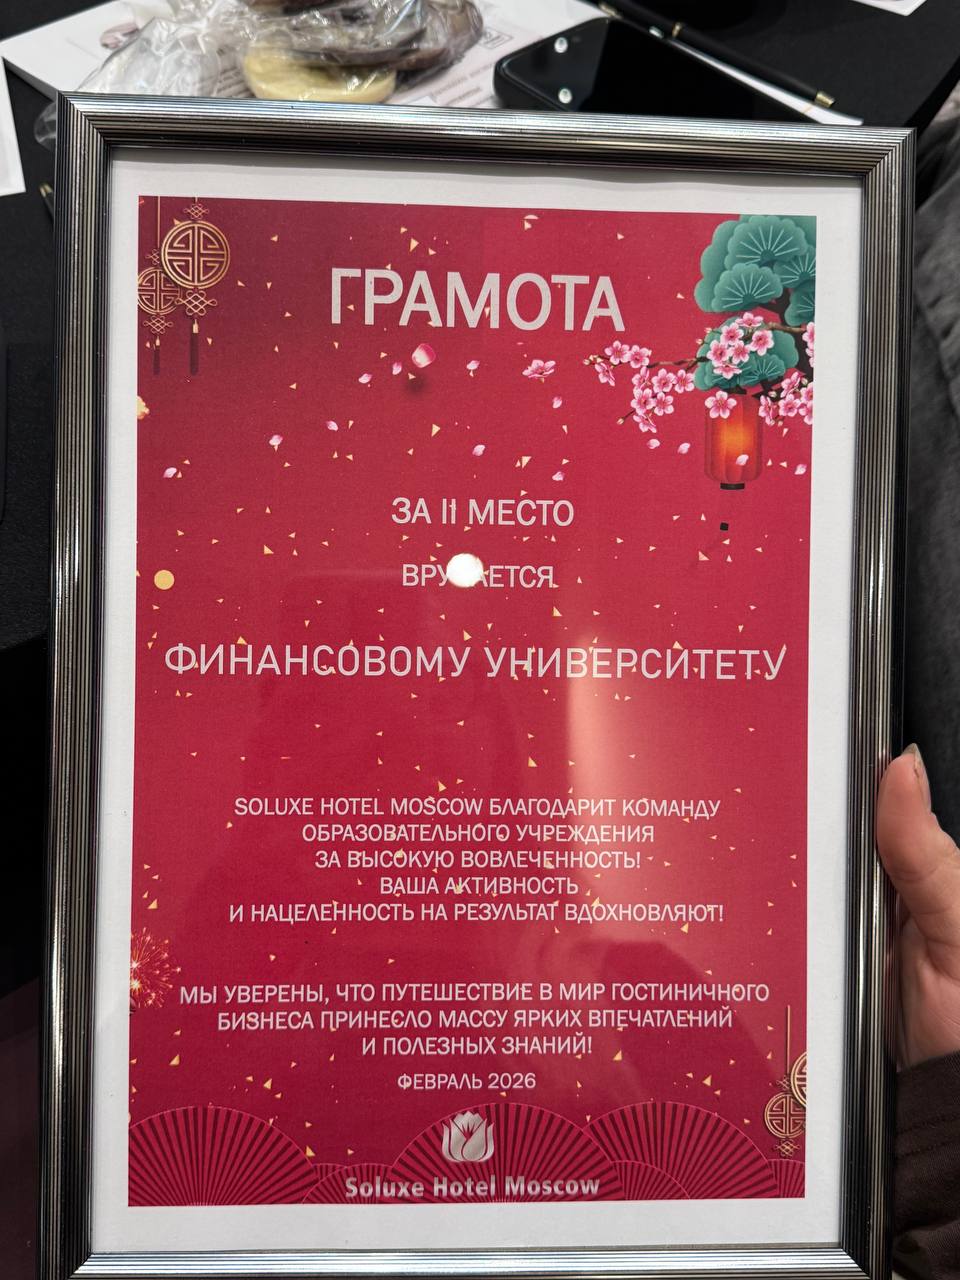 ГРАМОТА
ЗА II МЕСТО
ВРУЧАЕТСЯ
ФИНАНСОВОМУ УНИВЕРСИТЕТУ
SOLUXE HOTEL MOSCOW БЛАГОДАРИТ КОМАНДУ
ОБРАЗОВАТЕЛЬНОГО УЧРЕЖДЕНИЯ
ЗА ВЫСОКУЮ ВОВЛЕЧЕННОСТЬ!
ВАША АКТИВНОСТЬ
И НАЦЕЛЕННОСТЬ НА РЕЗУЛЬТАТ ВДОХНОВЛЯЮТ!
МЫ УВЕРЕНЫ, ЧТО ПУТЕШЕСТВИЕ В МИР ГОСТИНИЧНОГО
БИЗНЕСА ПРИНЕСЛО МАССУ ЯРКИХ ВПЕЧАТЛЕНИЙ
И ПОЛЕЗНЫХ ЗНАНИЙ!
ФЕВРАЛЬ 2026
Soluxe Hotel Moscow